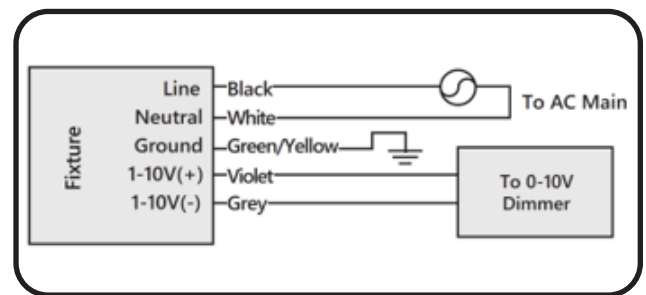 Fixture
Line Black
Neutral White
Ground Green/Yellow
1-10V(+) Violet
1-10V(-) Grey
To AC Main
To 0-10V
Dimmer